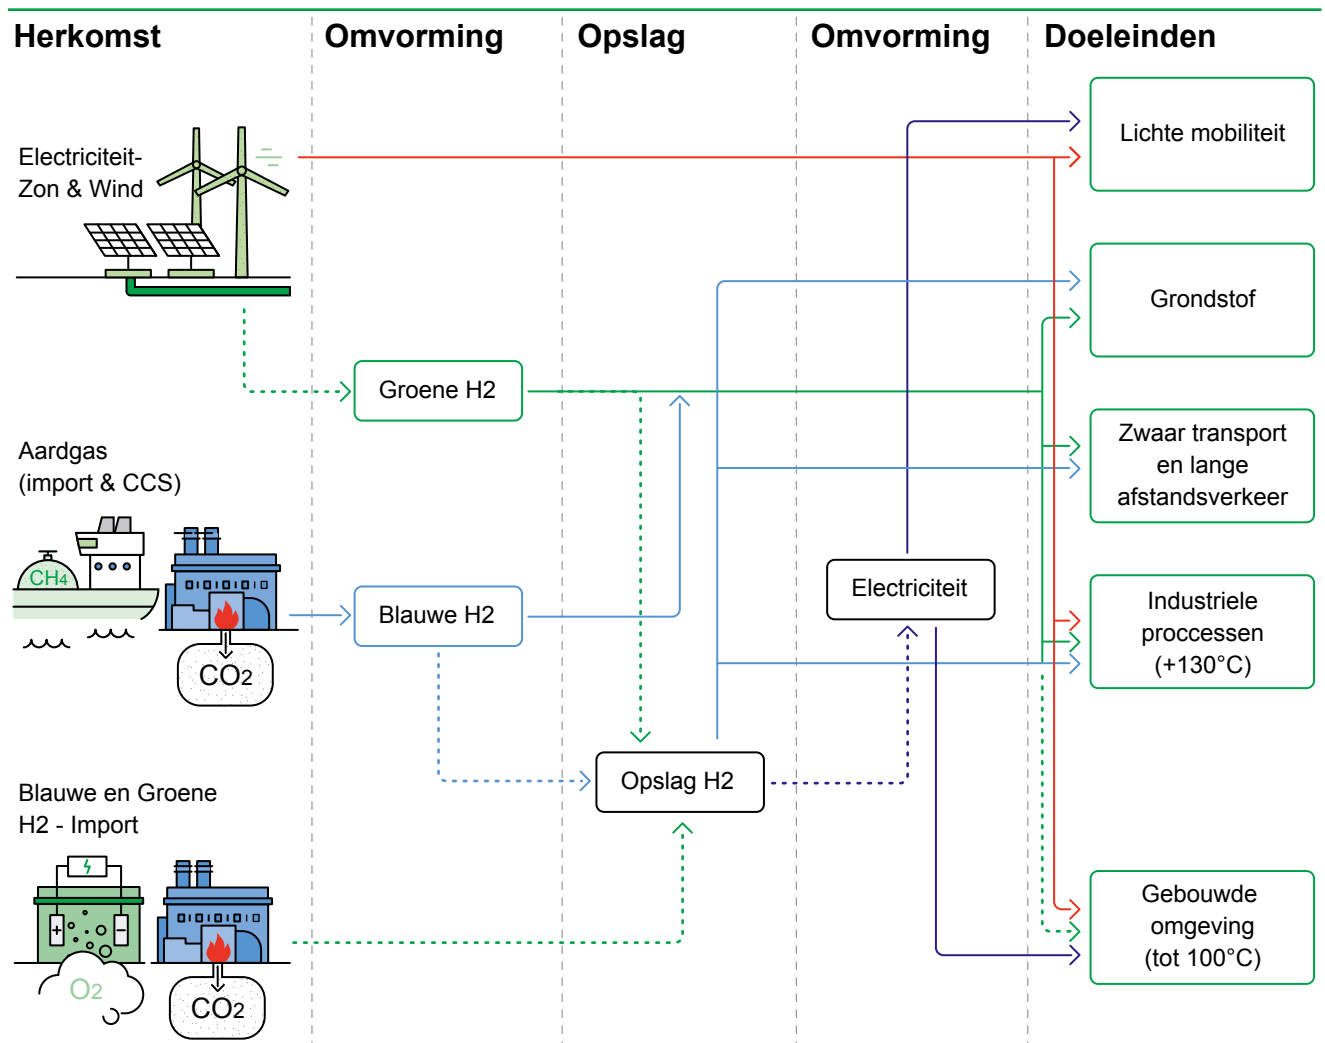 Herkomst
Omvorming
Opslag
Omvorming
Doeleinden
Electriciteit-
Zon & Wind
Lichte mobiliteit
Grondstof
Groene H2
Zwaar transport
en lange
afstandsverkeer
Aardgas
(import & CCS)
CH4
CO2
Blauwe H2
Electriciteit
Industriele
proccessen
(+130°C)
Opslag H2
Blauwe en Groene
H2 - Import
+
−
O2
CO2
Gebouwde
omgeving
(tot 100°C)